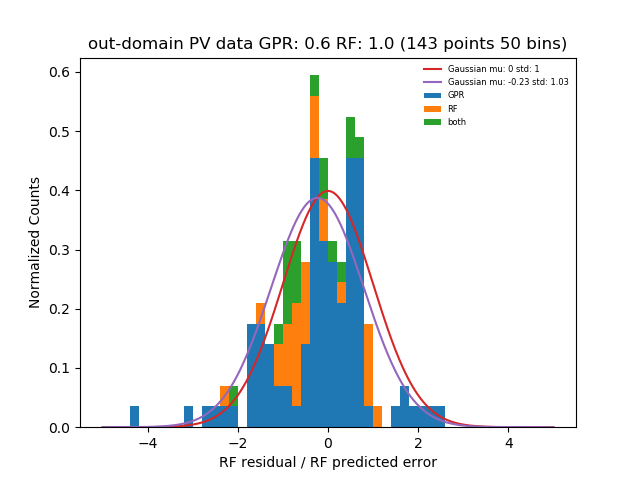 out-domain PV data GPR: 0.6 RF: 1.0 (143 points 50 bins)
Gaussian mu: 0 std: 1
Gaussian mu: -0.23 std: 1.03
GPR
RF
both
Normalized Counts
0.6
0.5
0.4
0.3
0.2
0.1
0.0
−4
−2
0
2
4
RF residual / RF predicted error